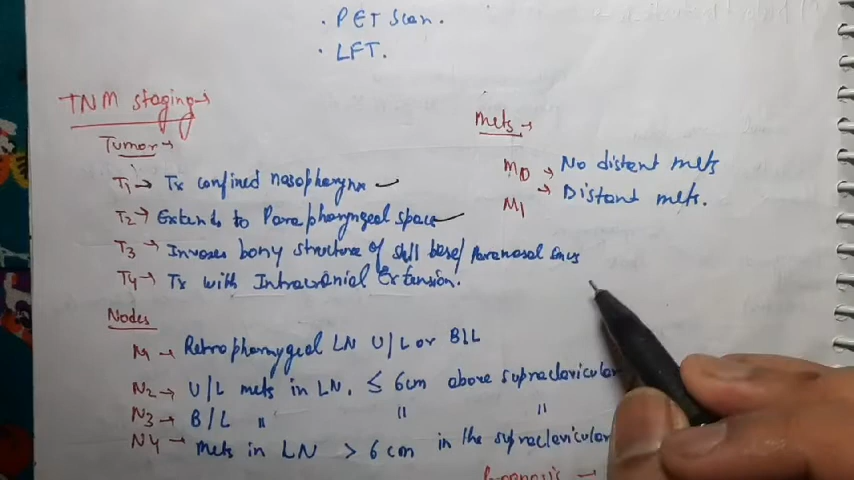 · PET Scan.
· LFT.
TNM staging→
Tumor→
T1→ Tx confined nasopharynx
T2→ Extends to Parapharyngeal space
T3→ Invoses bony structure of skll base/ Paranasal sinus
T4→ Tx with Intracranial Extension.
Mets→
M0 → No distant mets
M1 → Distant mets.
Nodes
N1→ Retropharyngeal LN U/L or B/L
N2→ U/L mets in LN, ≤ 6cm above supraclavicular
N3→ B/L " " "
N4→ mets in LN > 6 cm in the supraclavicular
Prognosis →